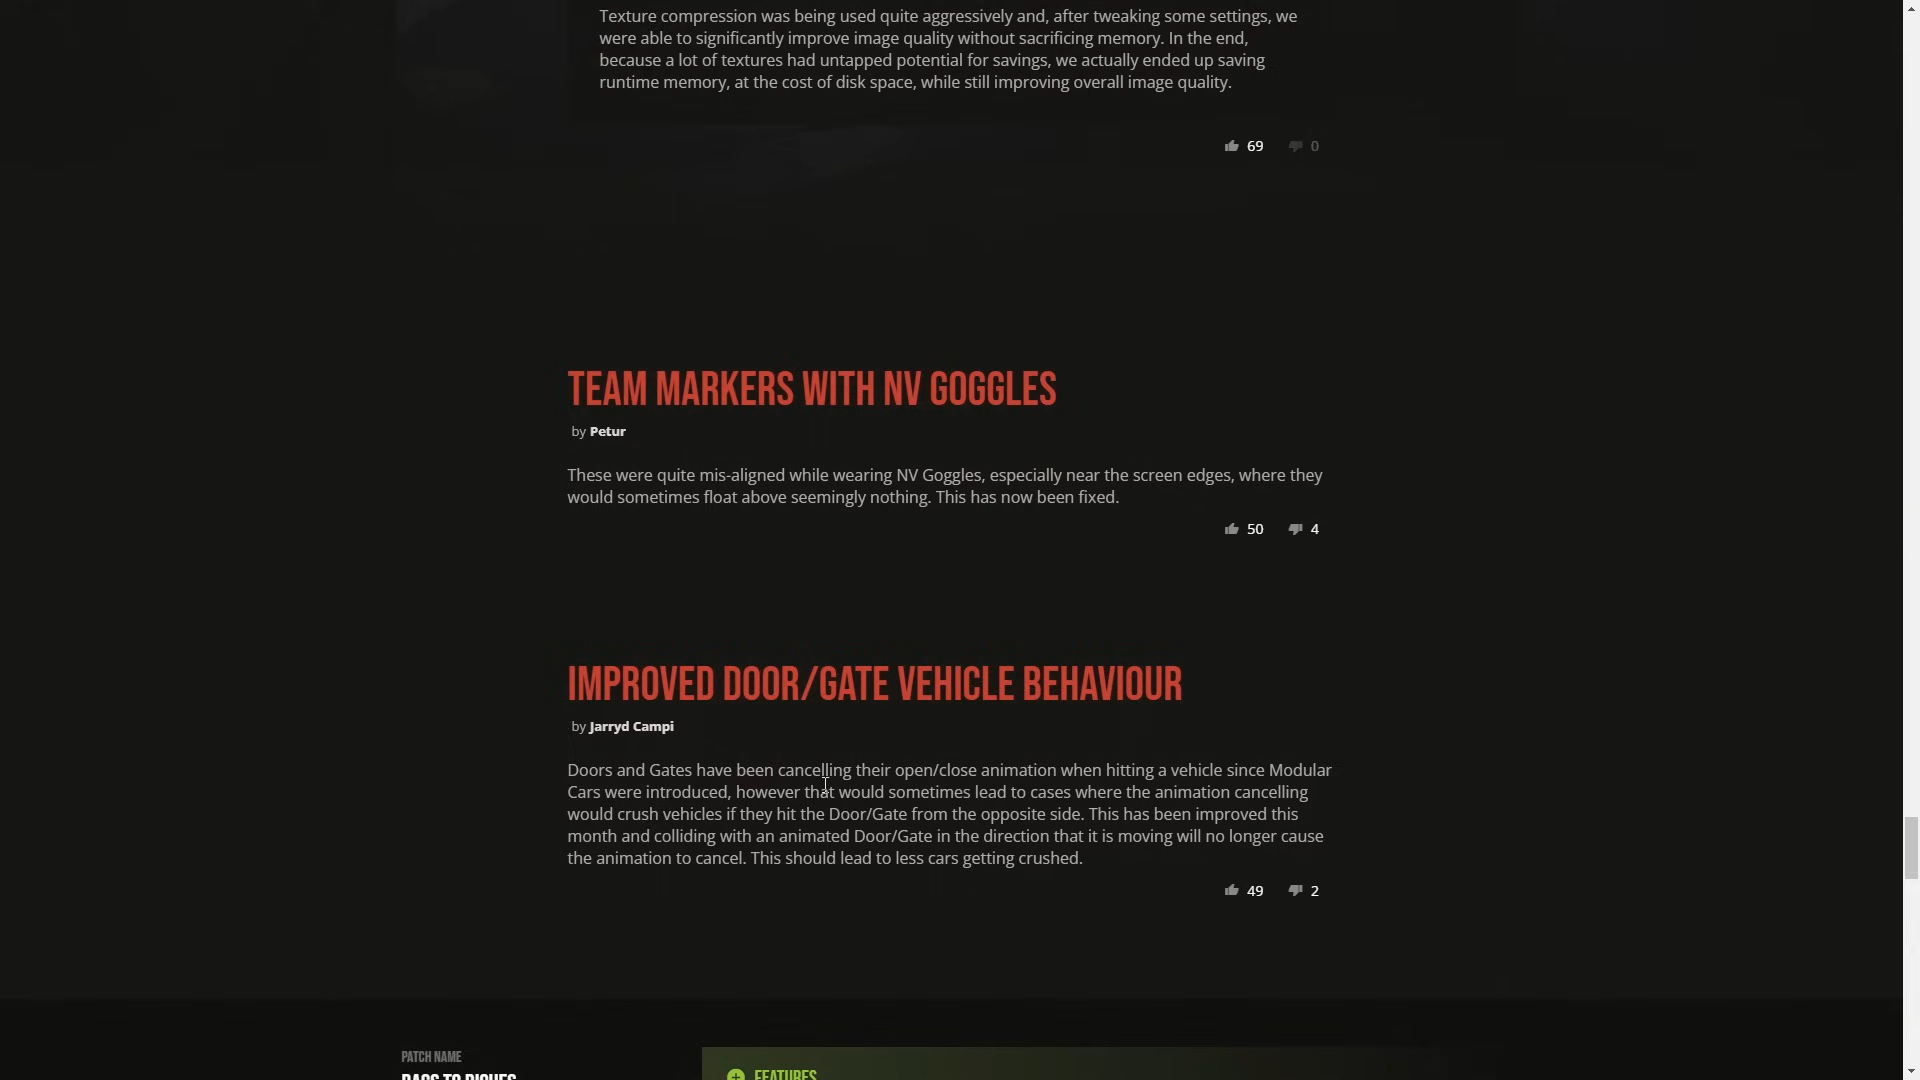 Texture compression was being used quite aggressively and, after tweaking some settings, we
were able to significantly improve image quality without sacrificing memory. In the end,
because a lot of textures had untapped potential for savings, we actually ended up saving
runtime memory, at the cost of disk space, while still improving overall image quality.
69 0
TEAM MARKERS WITH NV GOGGLES
by Petur
These were quite mis-aligned while wearing NV Goggles, especially near the screen edges, where they
would sometimes float above seemingly nothing. This has now been fixed.
50 4
IMPROVED DOOR/GATE VEHICLE BEHAVIOUR
by Jarryd Campi
Doors and Gates have been cancelling their open/close animation when hitting a vehicle since Modular
Cars were introduced, however that would sometimes lead to cases where the animation cancelling
would crush vehicles if they hit the Door/Gate from the opposite side. This has been improved this
month and colliding with an animated Door/Gate in the direction that it is moving will no longer cause
the animation to cancel. This should lead to less cars getting crushed.
49 2
PATCH NAME
RAGS TO RICHES
FEATURES